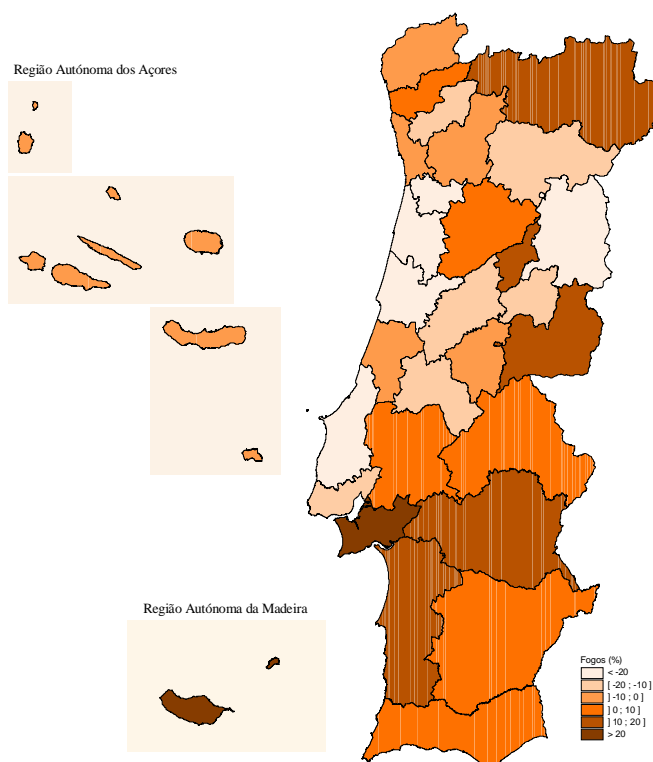 Região Autónoma dos Açores
Região Autónoma da Madeira
Fogos (%)
< -20
[ -20 ; -10 ]
] -10 ; 0 ]
] 0 ; 10 ]
] 10 ; 20 ]
> 20